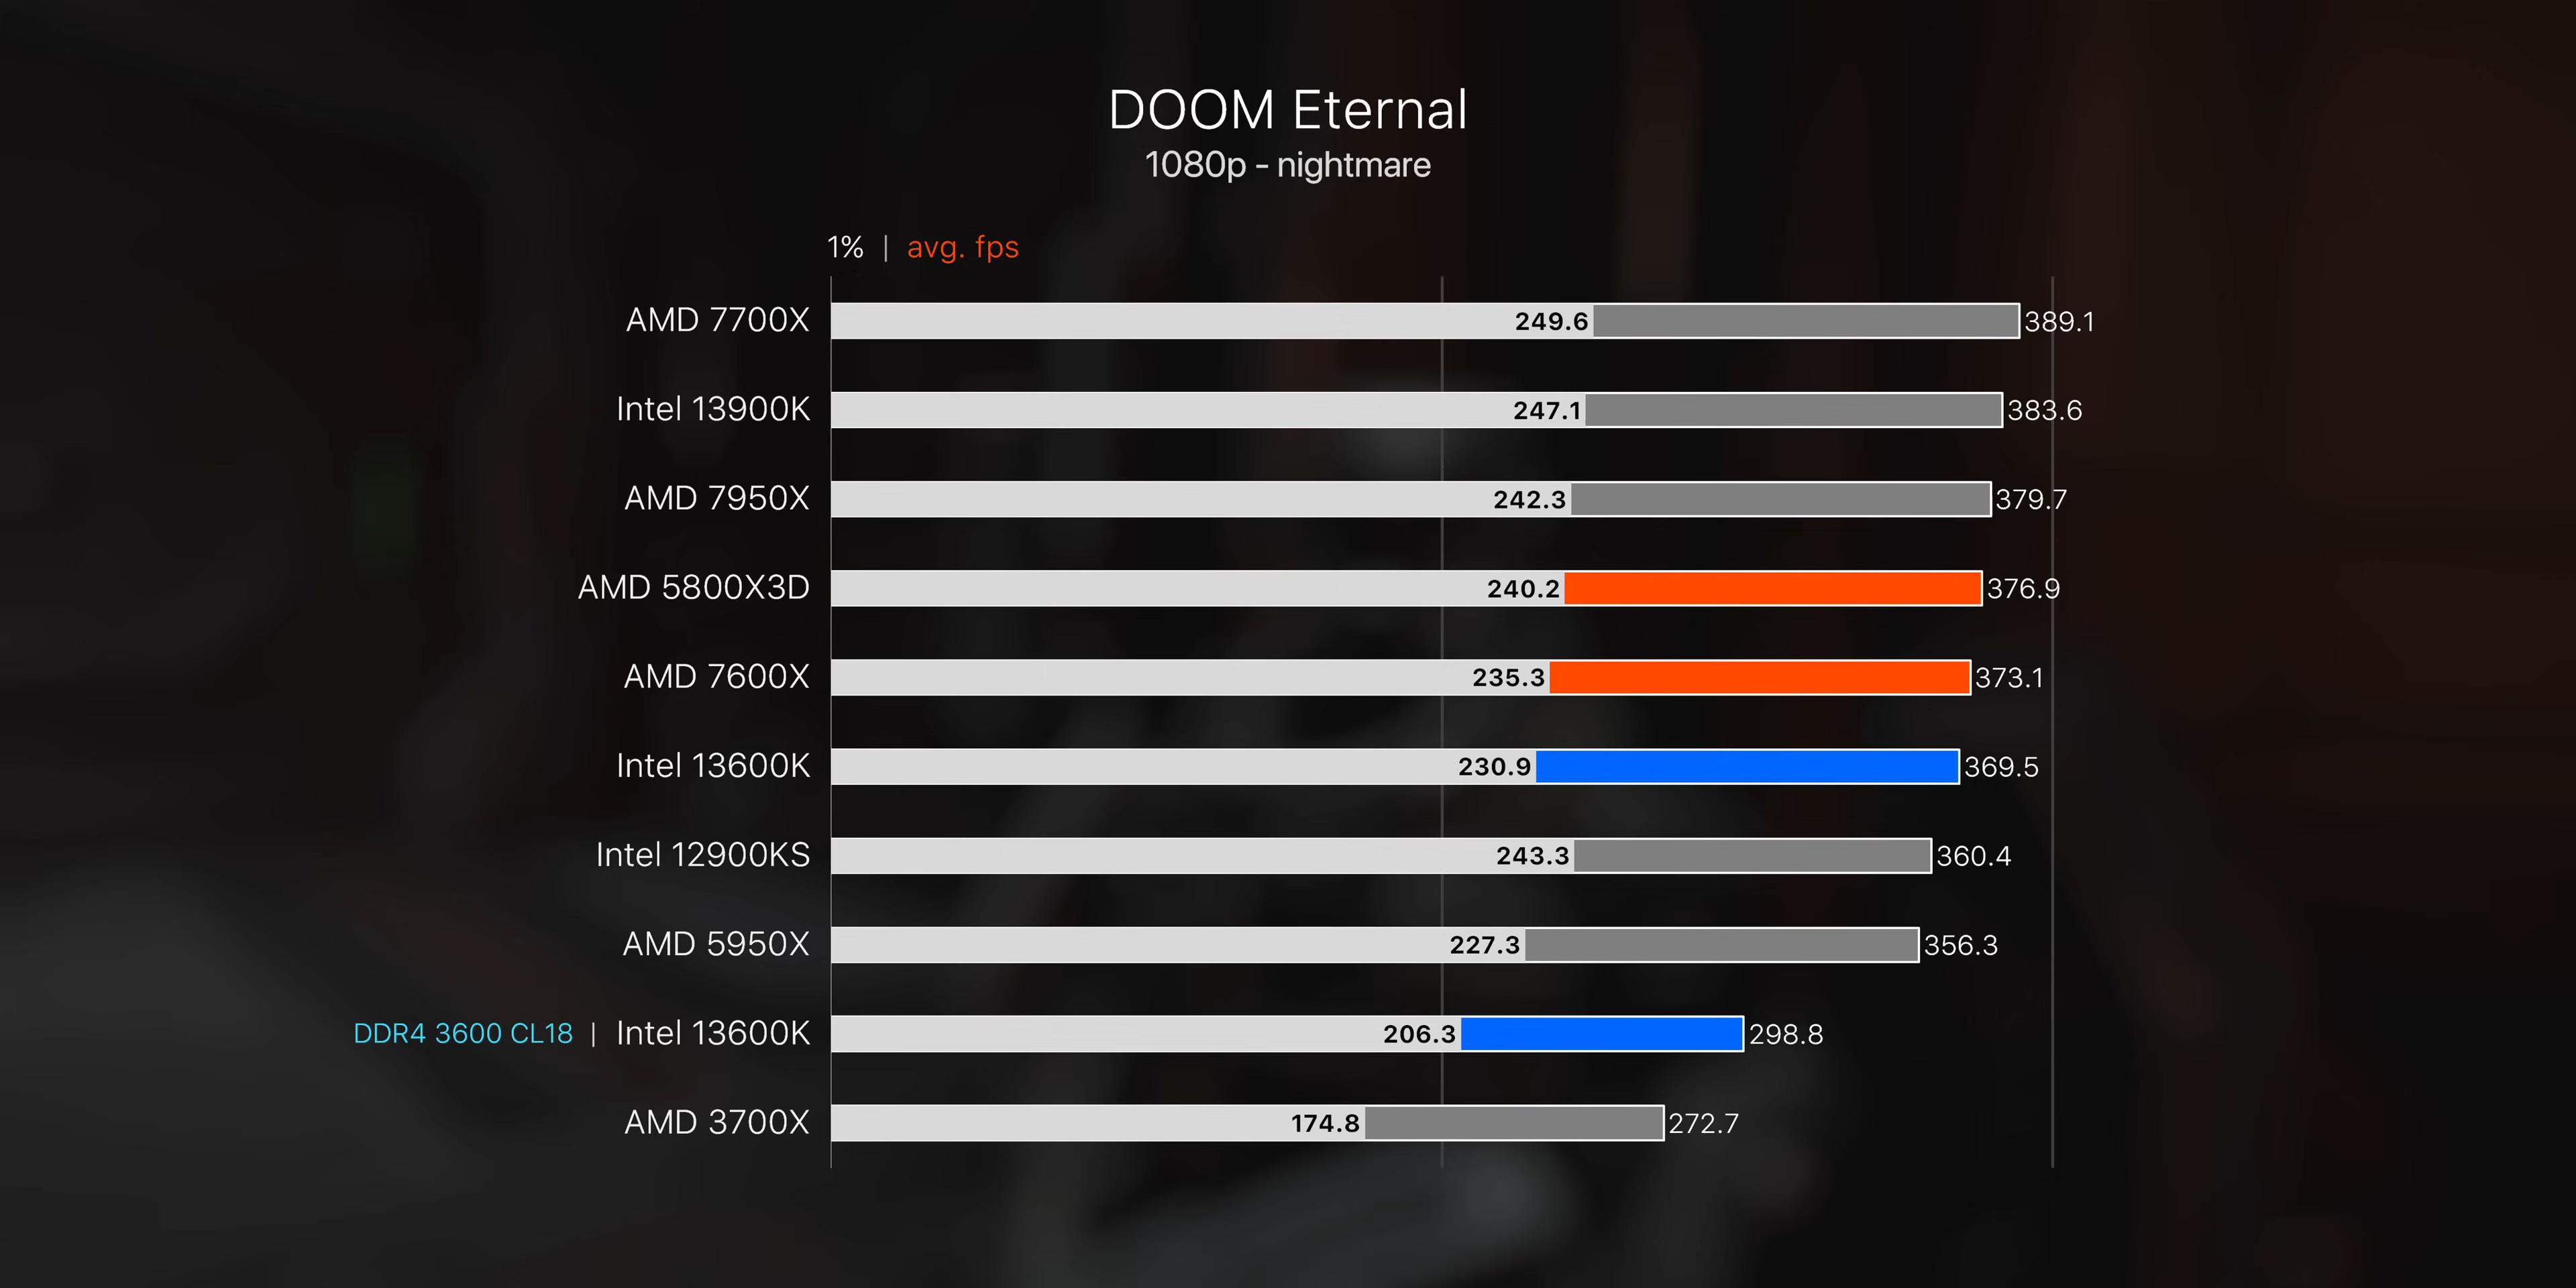 DOOM Eternal
1080p - nightmare
1% | avg. fps
AMD 7700X 249.6 389.1
Intel 13900K 247.1 383.6
AMD 7950X 242.3 379.7
AMD 5800X3D 240.2 376.9
AMD 7600X 235.3 373.1
Intel 13600K 230.9 369.5
Intel 12900KS 243.3 360.4
AMD 5950X 227.3 356.3
DDR4 3600 CL18 | Intel 13600K 206.3 298.8
AMD 3700X 174.8 272.7